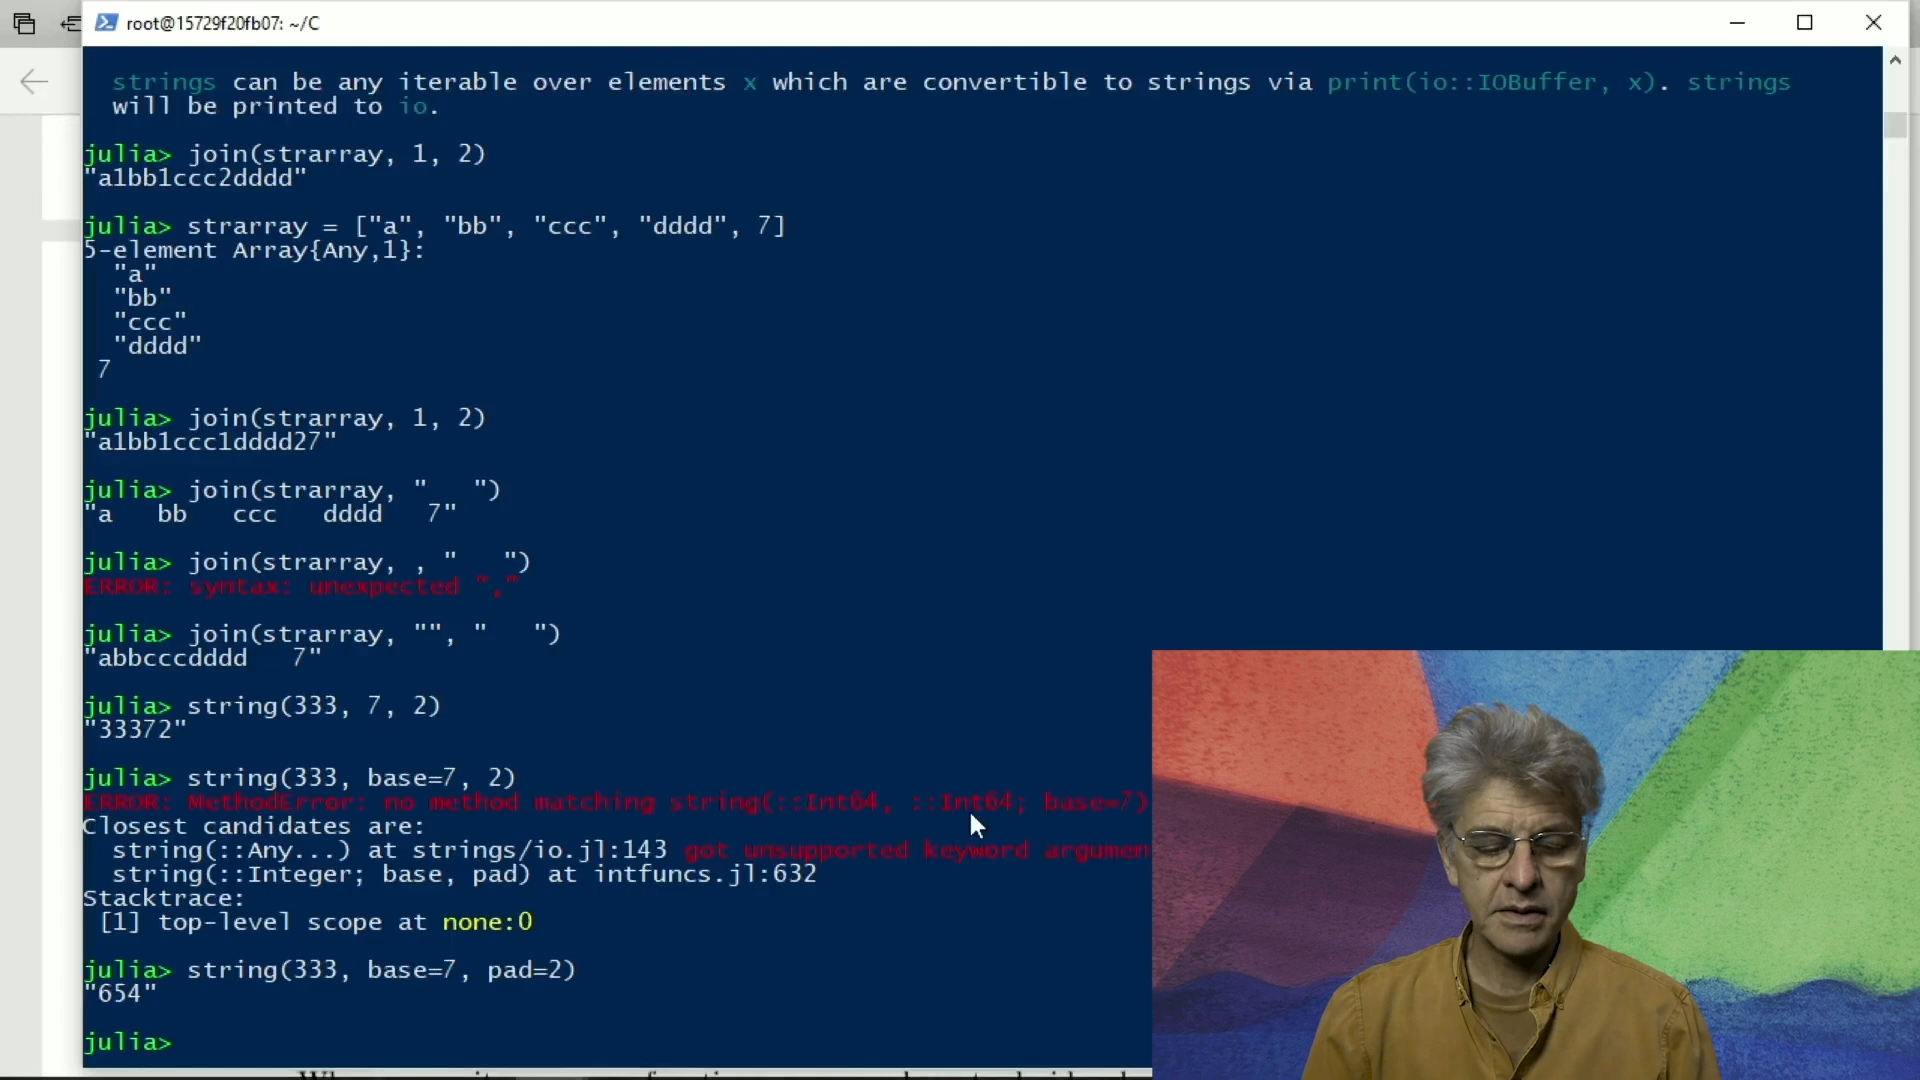 root@15729f20fb07: ~/C
strings can be any iterable over elements x which are convertible to strings via print(io::IOBuffer, x). strings
will be printed to io.
julia> join(strarray, 1, 2)
"a1bb1ccc2dddd"
julia> strarray = ["a", "bb", "ccc", "dddd", 7]
5-element Array{Any,1}:
"a"
"bb"
"ccc"
"dddd"
7
julia> join(strarray, 1, 2)
"a1bb1ccc1dddd27"
julia> join(strarray, "   ")
"a   bb   ccc   dddd   7"
julia> join(strarray, , "   ")
ERROR: syntax: unexpected ","
julia> join(strarray, "", "   ")
"abbcccdddd   7"
julia> string(333, 7, 2)
"33372"
julia> string(333, base=7, 2)
ERROR: MethodError: no method matching string(::Int64, ::Int64; base=7)
Closest candidates are:
string(::Any...) at strings/io.jl:143 got unsupported keyword argumen
string(::Integer; base, pad) at intfuncs.jl:632
Stacktrace:
[1] top-level scope at none:0
julia> string(333, base=7, pad=2)
"654"
julia>